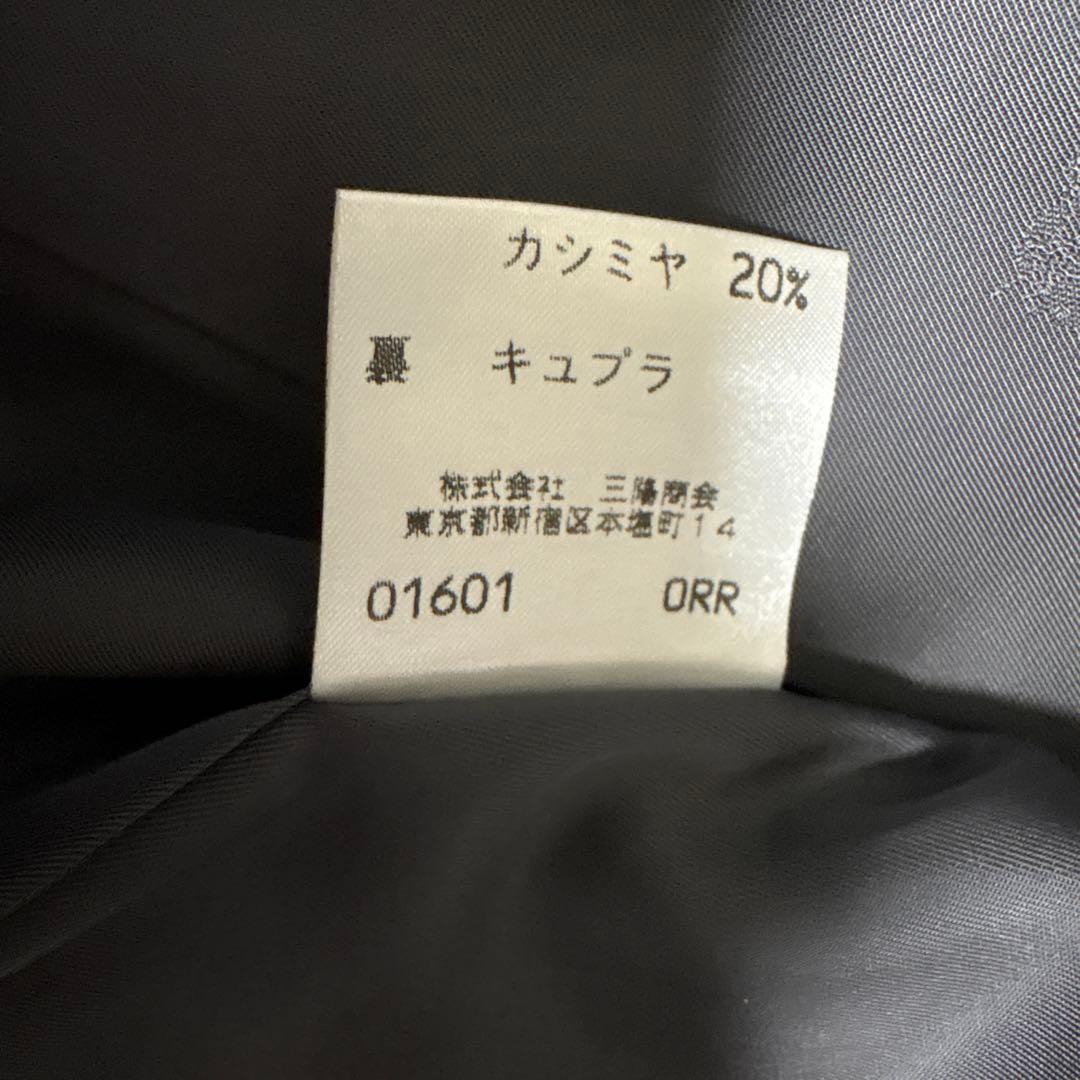 カシミヤ 20%
裏 キュプラ
株式会社 三陽商会
東京都新宿区本塩町14
01601 0RR